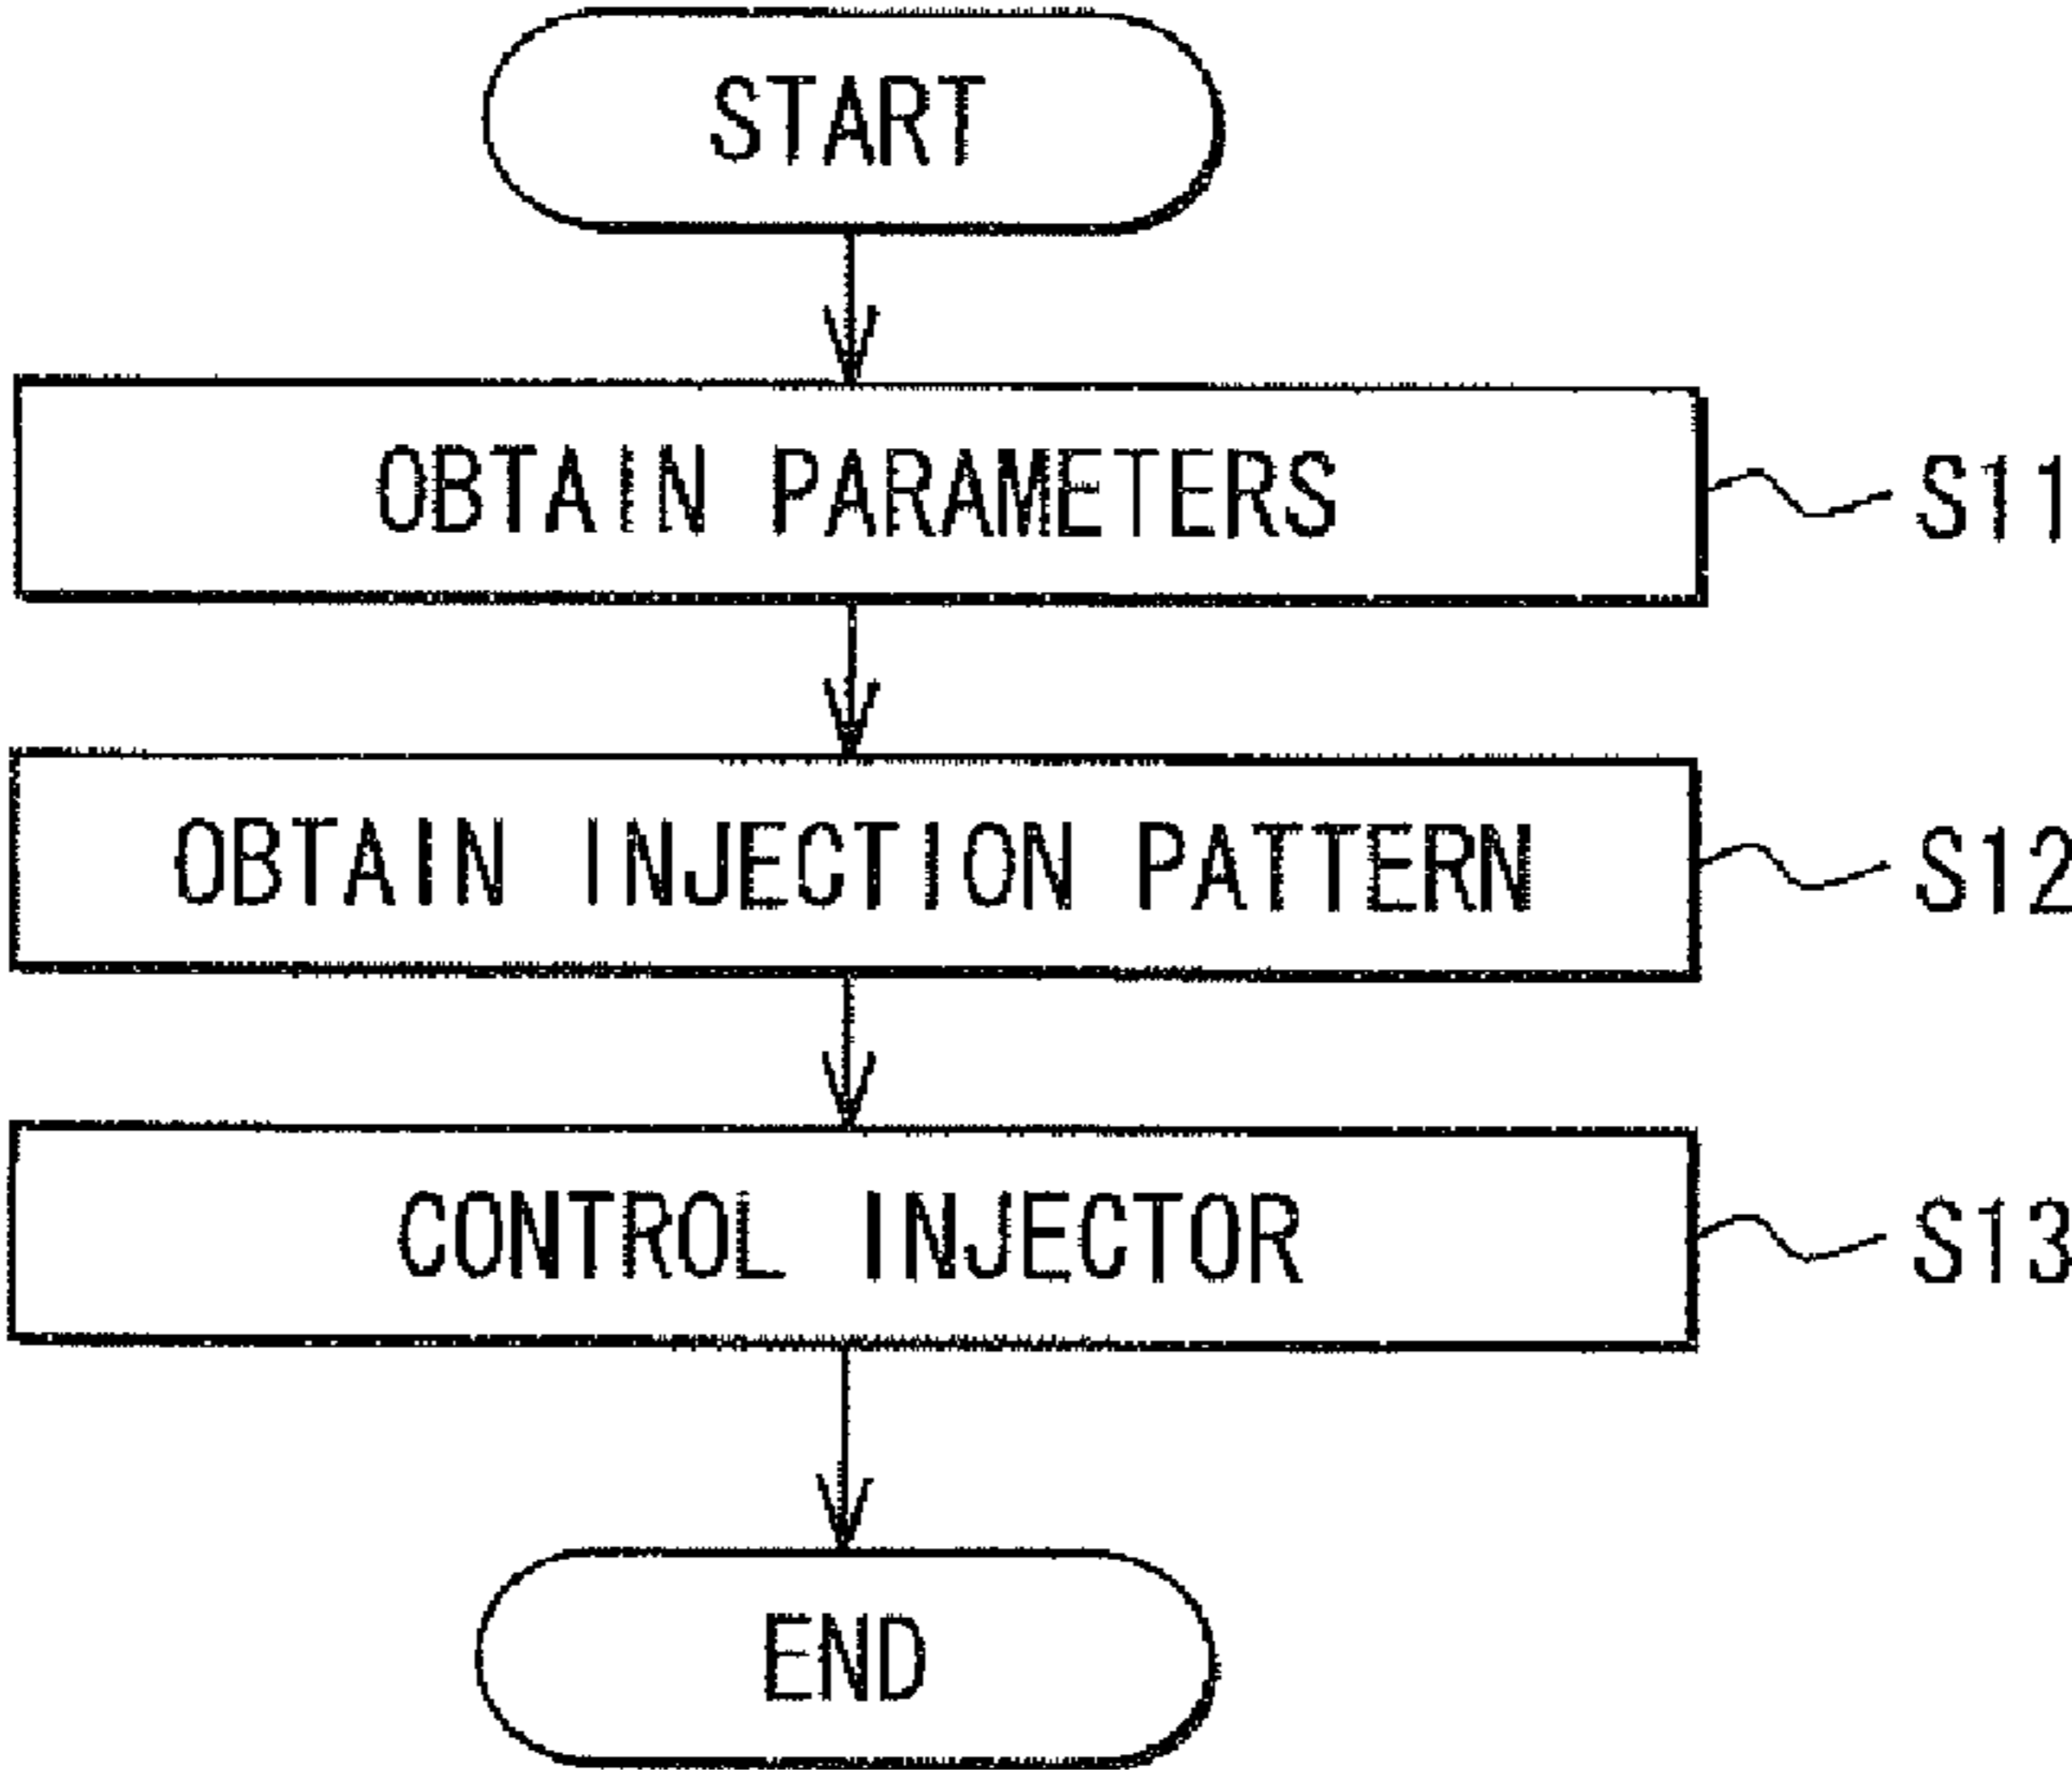 START
OBTAIN PARAMETERS
S11
OBTAIN INJECTION PATTERN
S12
CONTROL INJECTOR
S13
END